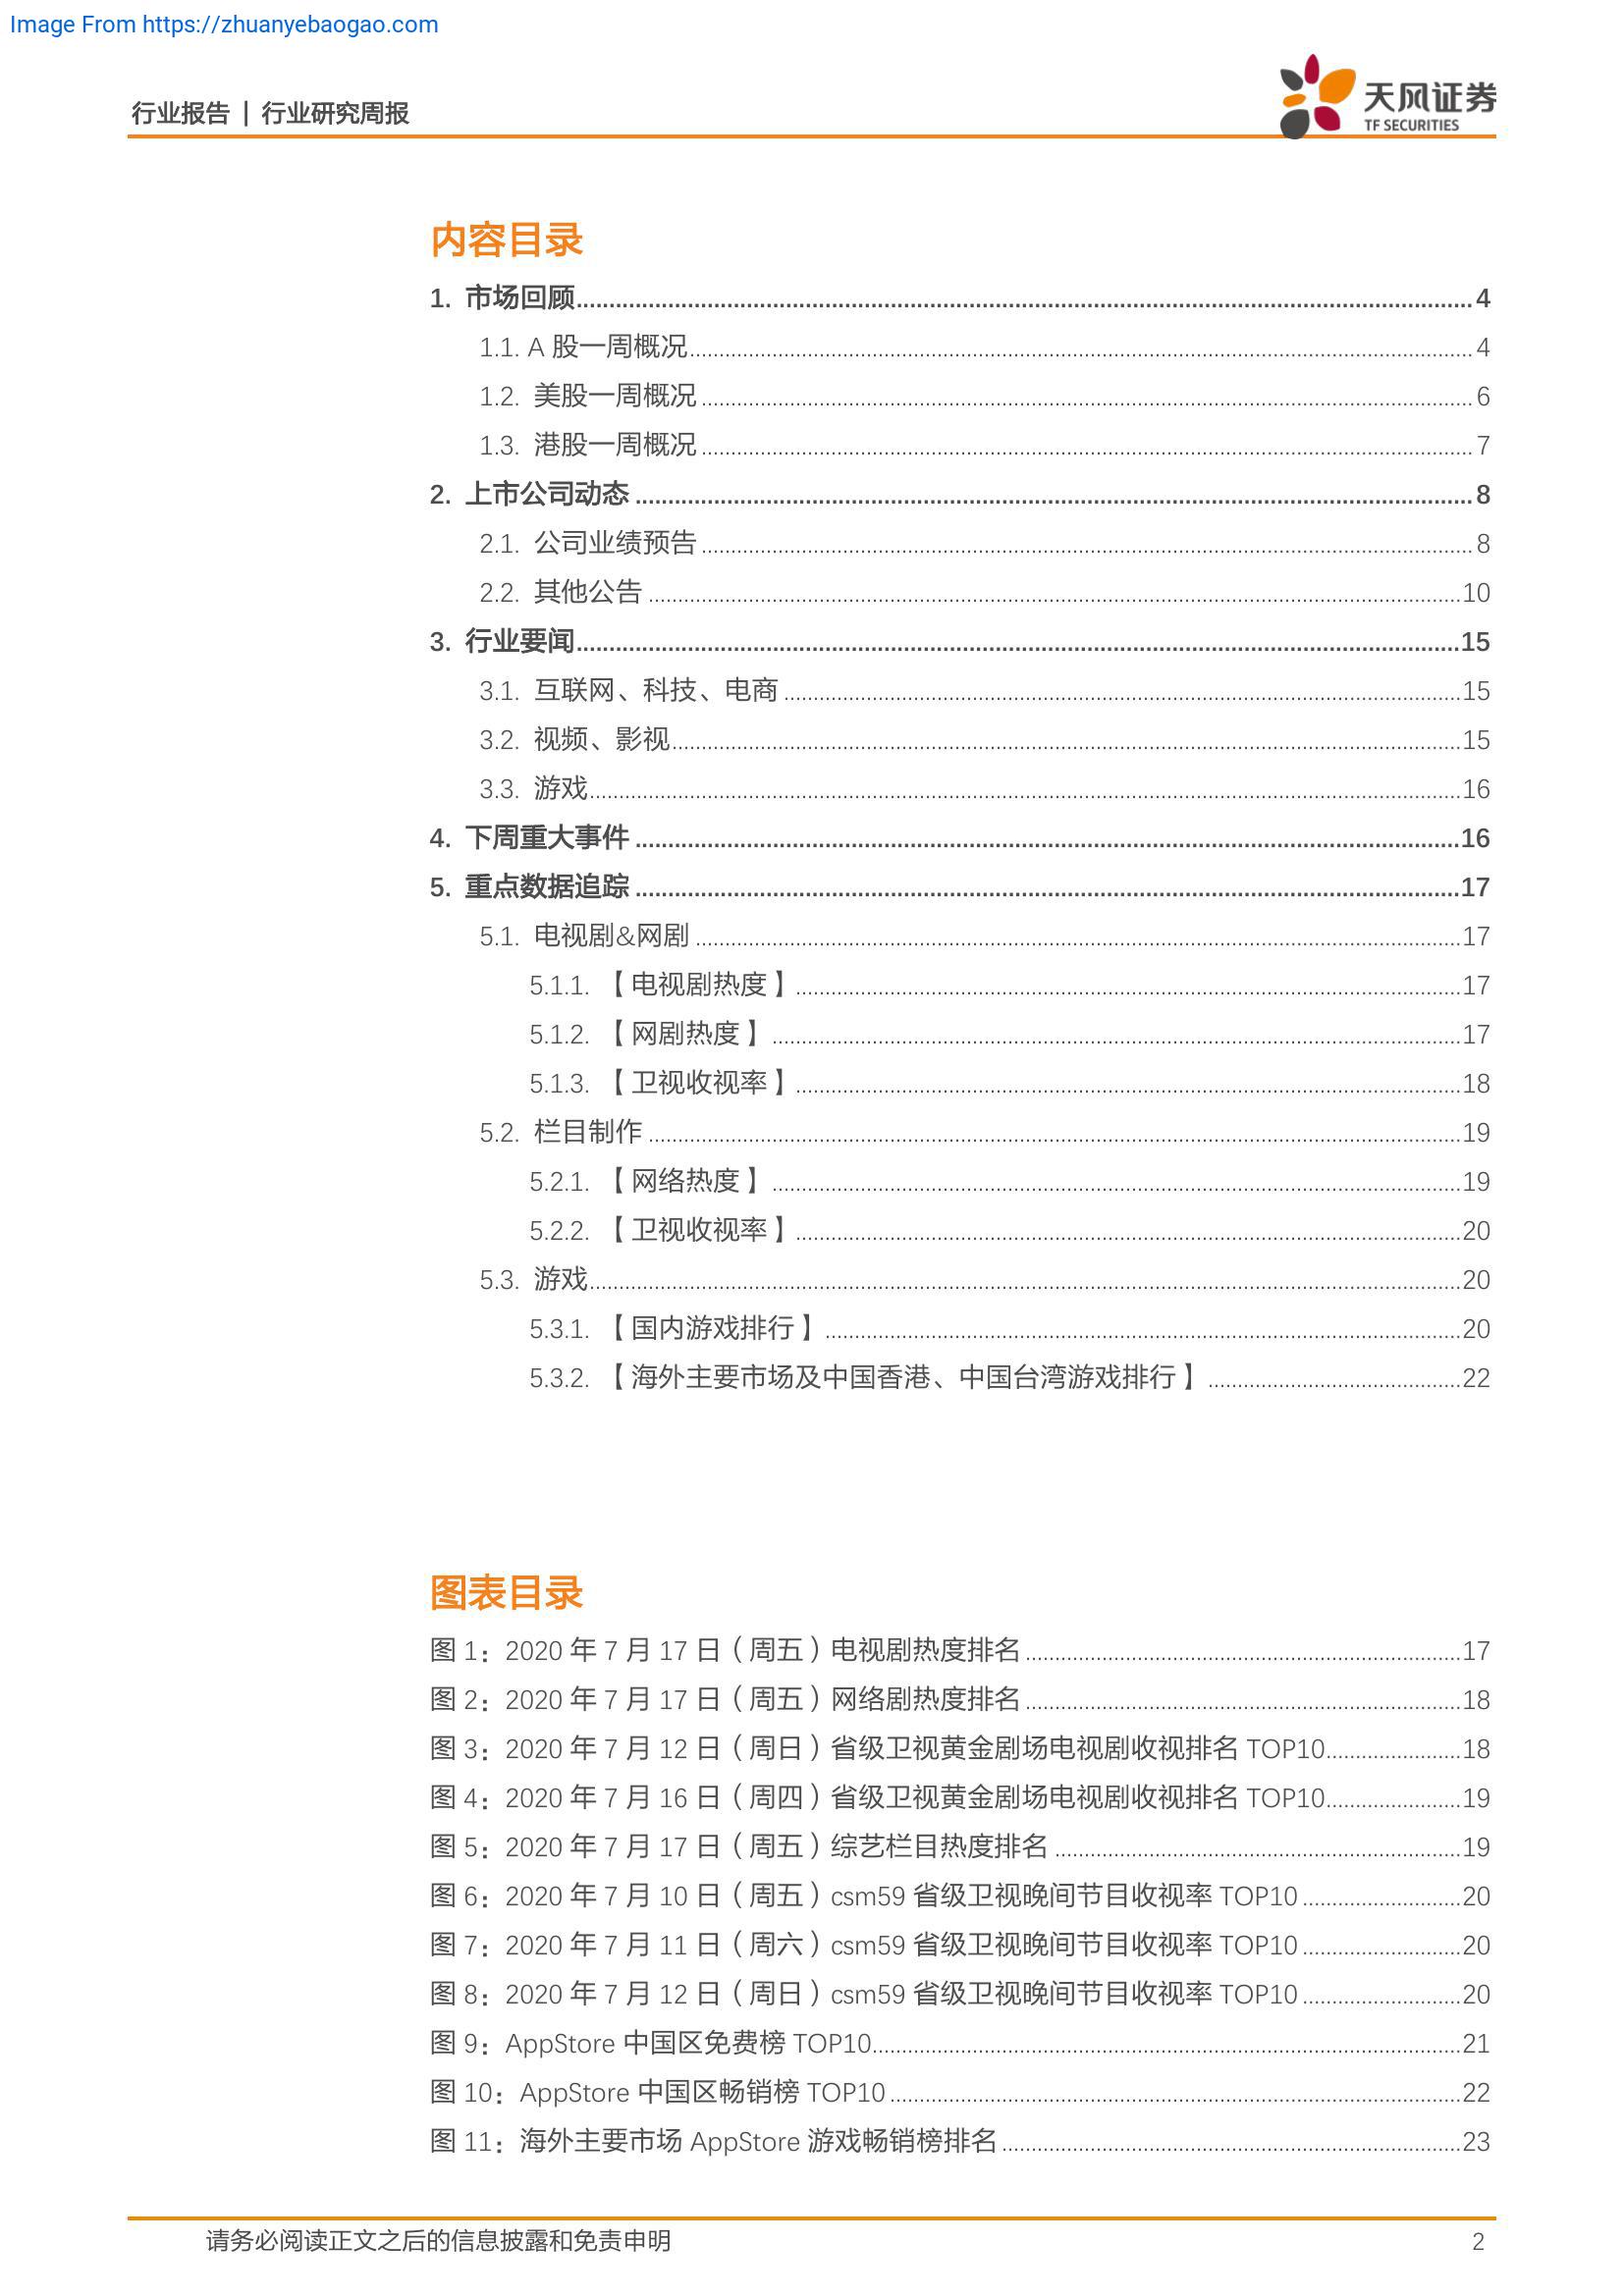 Image From https://zhuanyebaogao.com
行业报告 | 行业研究周报
天风证券
TF SECURITIES
内容目录
1. 市场回顾 4
1.1. A 股一周概况 4
1.2. 美股一周概况 6
1.3. 港股一周概况 7
2. 上市公司动态 8
2.1. 公司业绩预告 8
2.2. 其他公告 10
3. 行业要闻 15
3.1. 互联网、科技、电商 15
3.2. 视频、影视 15
3.3. 游戏 16
4. 下周重大事件 16
5. 重点数据追踪 17
5.1. 电视剧&网剧 17
5.1.1. 【电视剧热度】 17
5.1.2. 【网剧热度】 17
5.1.3. 【卫视收视率】 18
5.2. 栏目制作 19
5.2.1. 【网络热度】 19
5.2.2. 【卫视收视率】 20
5.3. 游戏 20
5.3.1. 【国内游戏排行】 20
5.3.2. 【海外主要市场及中国香港、中国台湾游戏排行】 22
图表目录
图 1：2020 年 7 月 17 日（周五）电视剧热度排名 17
图 2：2020 年 7 月 17 日（周五）网络剧热度排名 18
图 3：2020 年 7 月 12 日（周日）省级卫视黄金剧场电视剧收视排名 TOP10 18
图 4：2020 年 7 月 16 日（周四）省级卫视黄金剧场电视剧收视排名 TOP10 19
图 5：2020 年 7 月 17 日（周五）综艺栏目热度排名 19
图 6：2020 年 7 月 10 日（周五）csm59 省级卫视晚间节目收视率 TOP10 20
图 7：2020 年 7 月 11 日（周六）csm59 省级卫视晚间节目收视率 TOP10 20
图 8：2020 年 7 月 12 日（周日）csm59 省级卫视晚间节目收视率 TOP10 20
图 9：AppStore 中国区免费榜 TOP10 21
图 10：AppStore 中国区畅销榜 TOP10 22
图 11：海外主要市场 AppStore 游戏畅销榜排名 23
请务必阅读正文之后的信息披露和免责申明 2